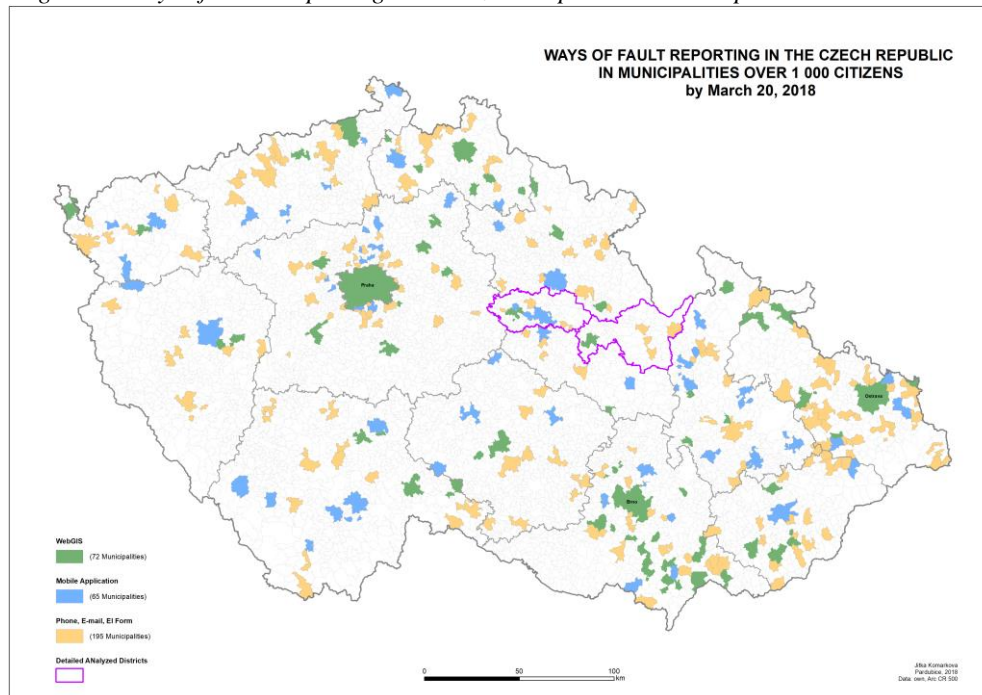 WAYS OF FAULT REPORTING IN THE CZECH REPUBLIC
IN MUNICIPALITIES OVER 1 000 CITIZENS
by March 20, 2018
Praha
Ostrava
Brno
WebGIS
(72 Municipalities)
Mobile Application
(65 Municipalities)
Phone, E-mail, El Form
(195 Municipalities)
Detailed ANalyzed Districts
0 50 100
km
Jitka Komarkova
Pardubice, 2018
Data: own, Arc CR 500